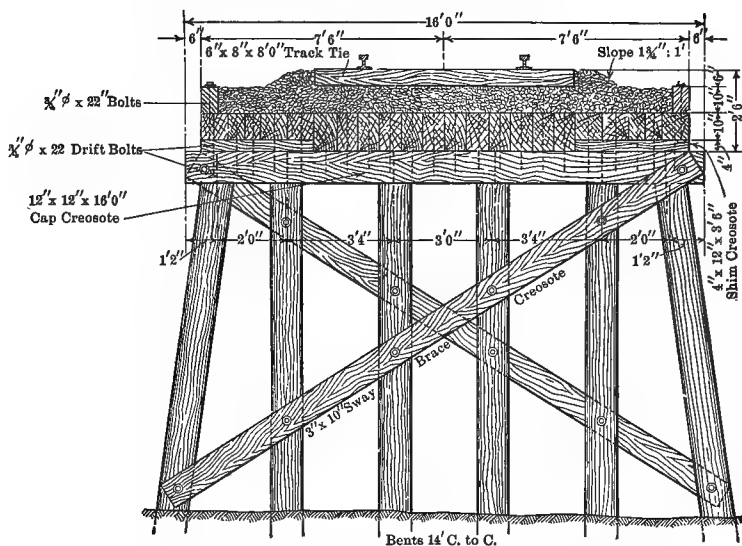 16'0"
6" 7'6" 7'6" 6"
6"x 8"x 8'0" Track Tie
Slope 1¾": 1'
¾"ϕ x 22" Bolts
¾"ϕ x 22 Drift Bolts
12"x 12"x 16'0"
Cap Creosote
6"
10"
10"
4"
2'6"
2'0" 3'4" 3'0" 3'4" 2'0"
1'2" 1'2"
4"x 12"x 3'6"
Shim Creosote
3"x 10" Sway Brace Creosote
Bents 14' C. to C.